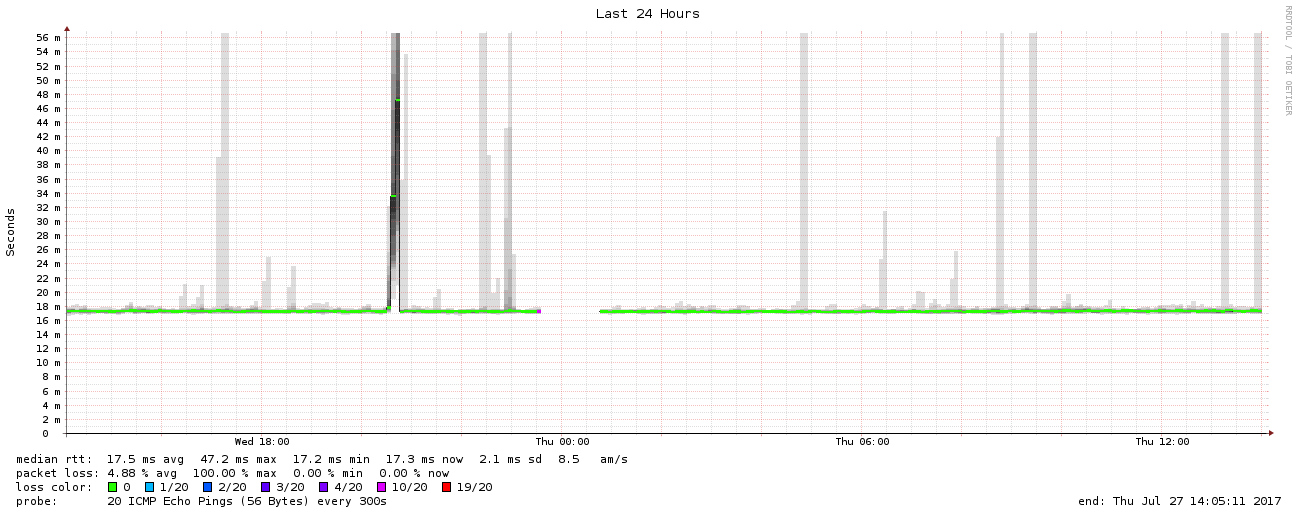 Last 24 Hours
RRDTOOL / TOBI OETIKER
Seconds
56 m
54 m
52 m
50 m
48 m
46 m
44 m
42 m
40 m
38 m
36 m
34 m
32 m
30 m
28 m
26 m
24 m
22 m
20 m
18 m
16 m
14 m
12 m
10 m
8 m
6 m
4 m
2 m
0
Wed 18:00 Thu 00:00 Thu 06:00 Thu 12:00
median rtt: 17.5 ms avg 47.2 ms max 17.2 ms min 17.3 ms now 2.1 ms sd 8.5 am/s
packet loss: 4.88 % avg 100.00 % max 0.00 % min 0.00 % now
loss color: 0 1/20 2/20 3/20 4/20 10/20 19/20
probe: 20 ICMP Echo Pings (56 Bytes) every 300s end: Thu Jul 27 14:05:11 2017